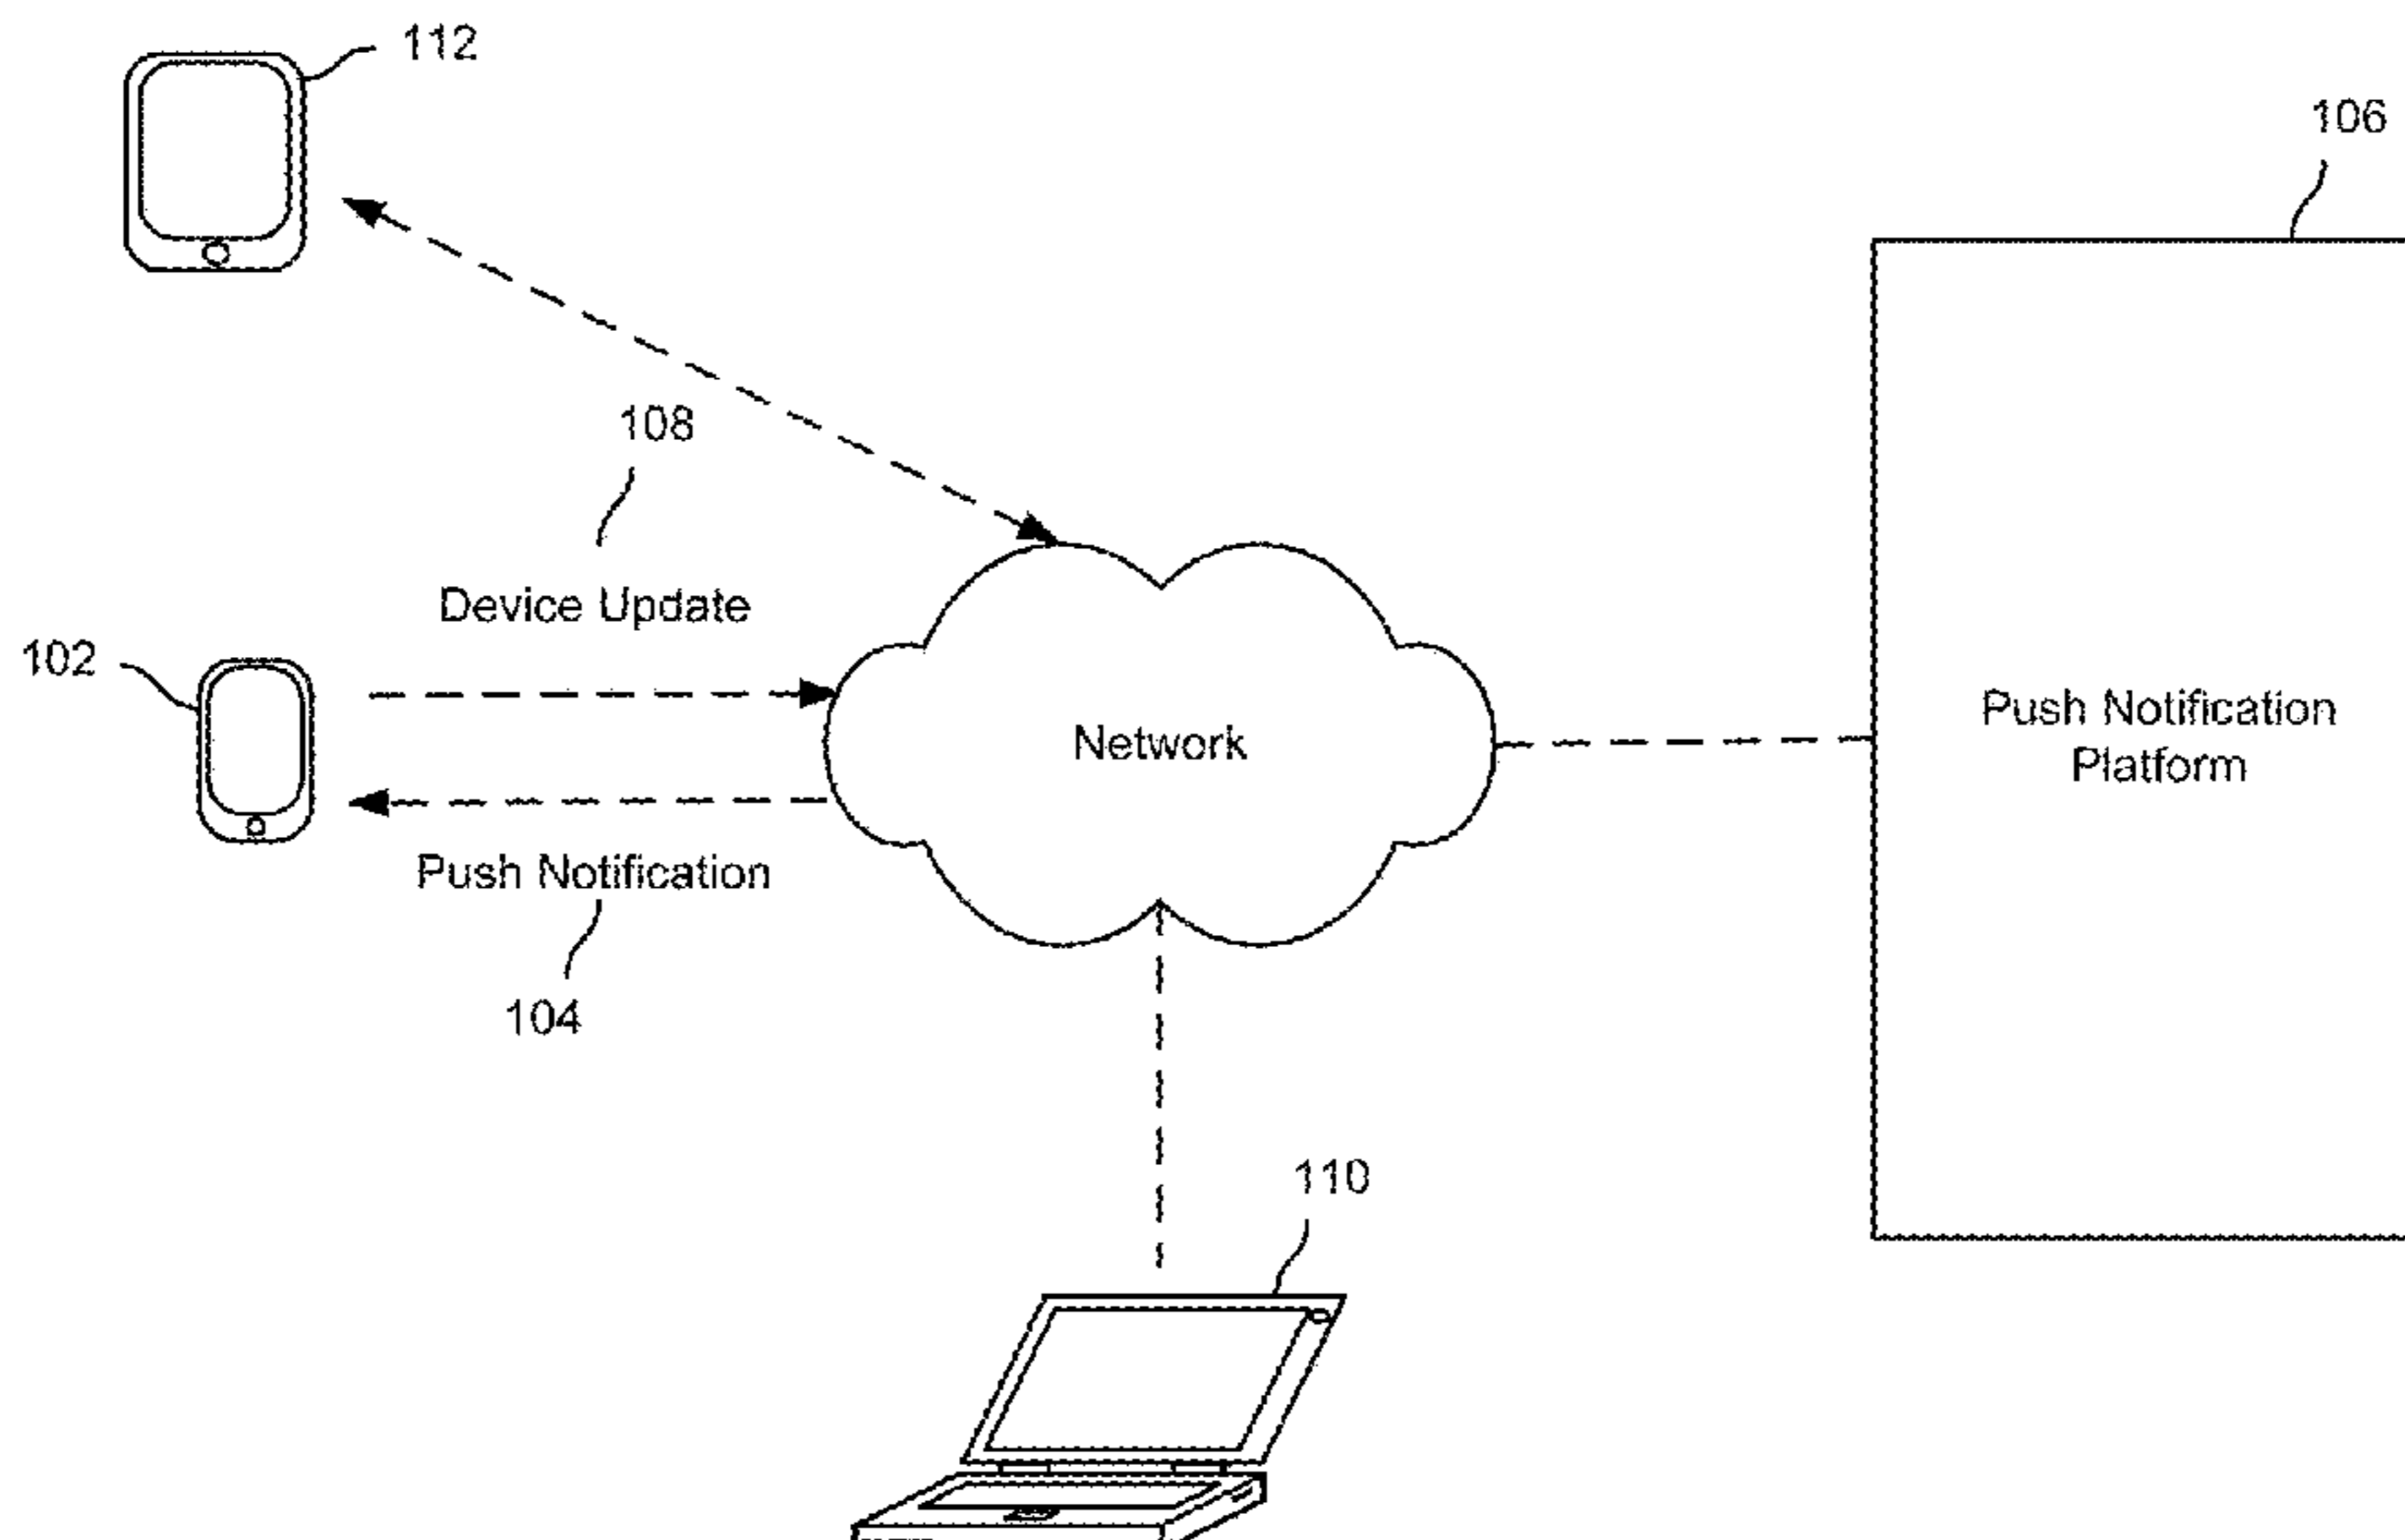 112
106
108
Device Update
102
Network
Push Notification
Platform
Push Notification
104
110